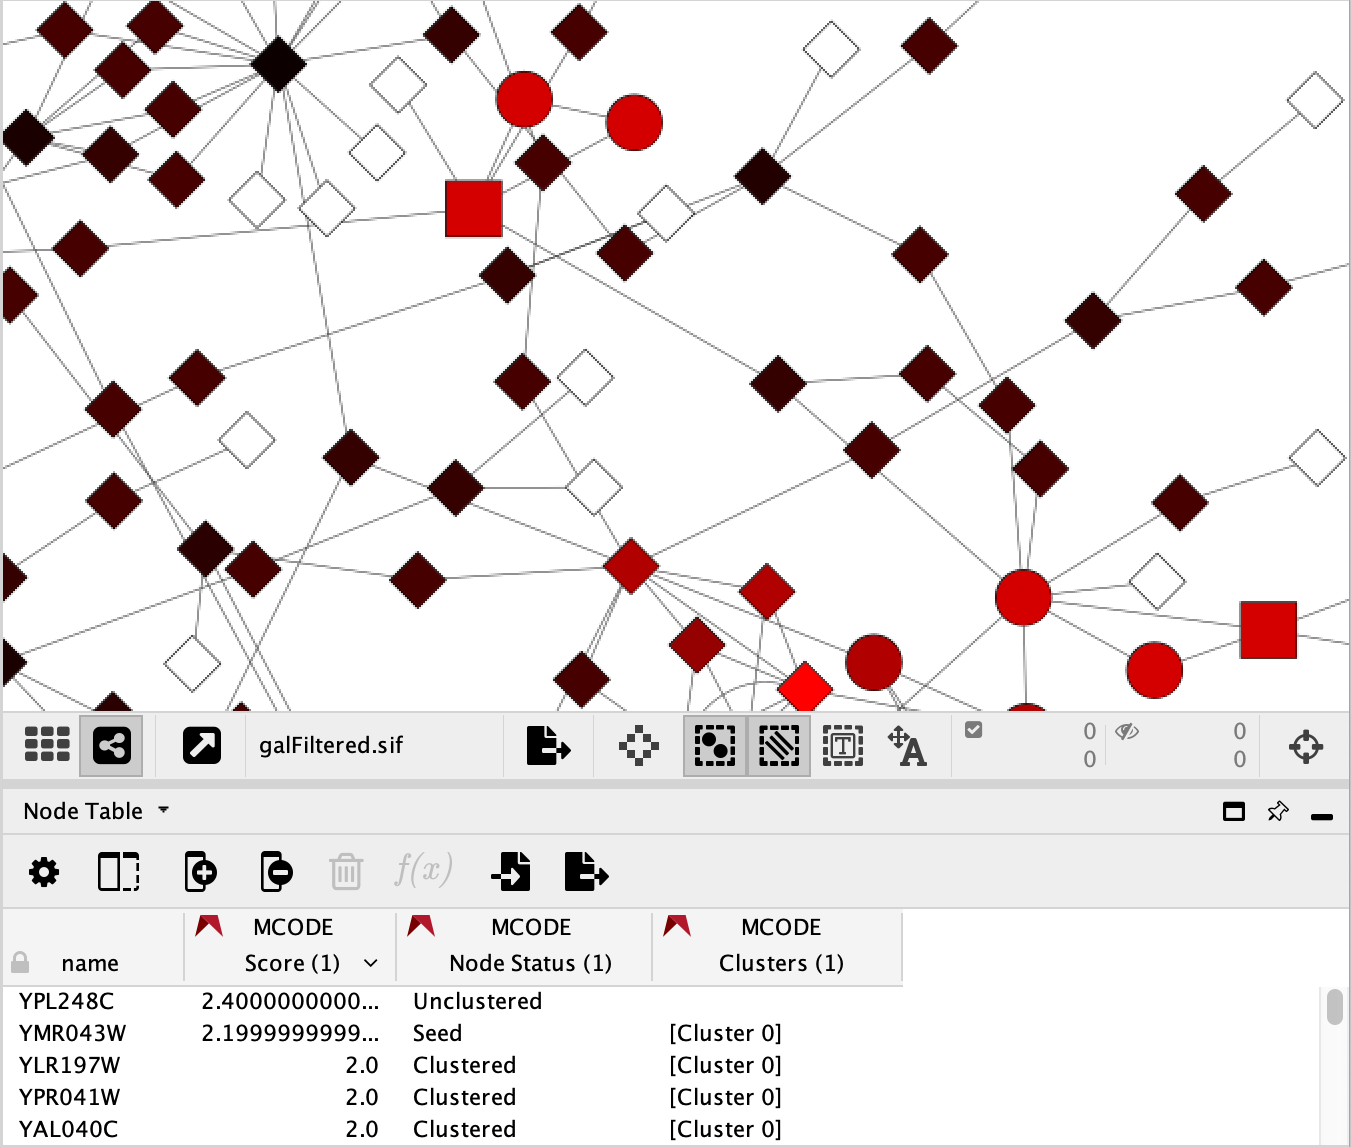 galFiltered.sif
T
A
0
0
0
0
Node Table
f(x)
name
MCODE
Score (1)
MCODE
Node Status (1)
MCODE
Clusters (1)
YPL248C 2.4000000000... Unclustered
YMR043W 2.1999999999... Seed [Cluster 0]
YLR197W 2.0 Clustered [Cluster 0]
YPR041W 2.0 Clustered [Cluster 0]
YAL040C 2.0 Clustered [Cluster 0]